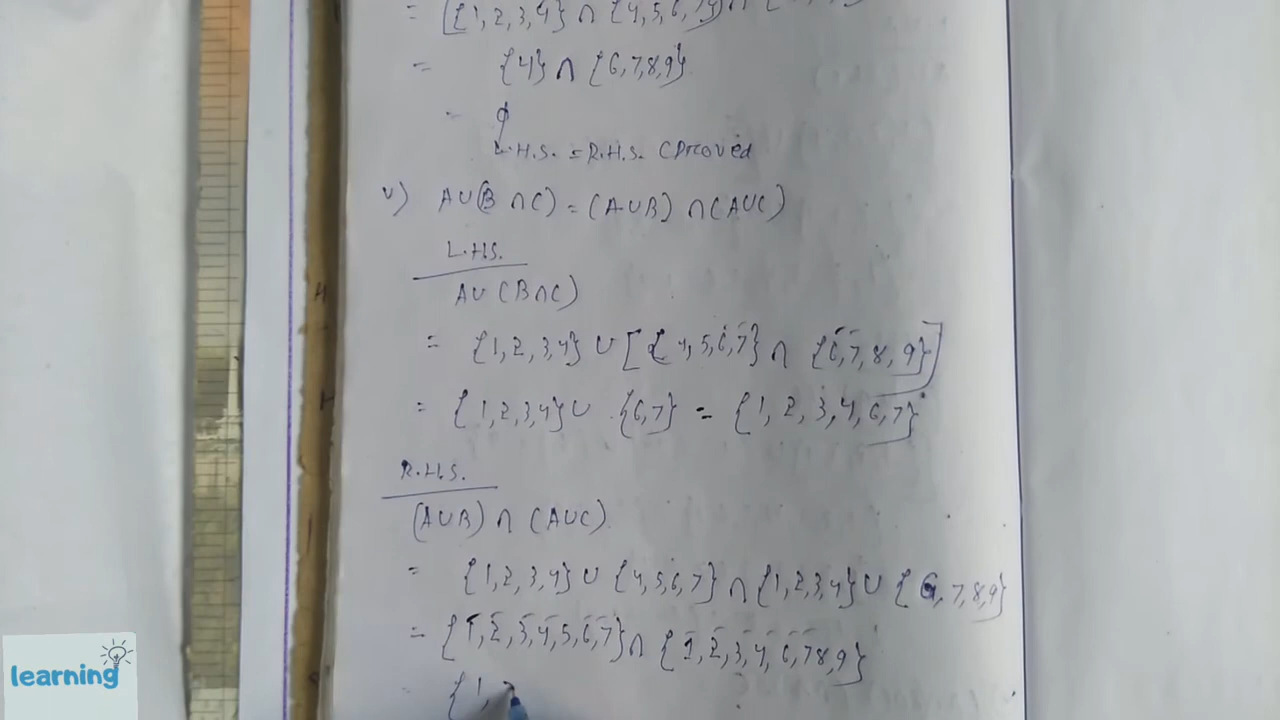 = [{1,2,3,4} ∩ {4,5,6,7}] ∩
= {4} ∩ {6,7,8,9}
= ϕ
L.H.S. = R.H.S. (Proved
v) A∪(B∩C) = (A∪B) ∩ (A∪C)
L.H.S.
A∪(B∩C)
= {1,2,3,4} ∪ [{4,5,6,7} ∩ {6,7,8,9}]
= {1,2,3,4} ∪ {6,7} = {1,2,3,4,6,7}
R.H.S.
(A∪B) ∩ (A∪C)
= {1,2,3,4} ∪ {4,5,6,7} ∩ {1,2,3,4} ∪ {6,7,8,9}
= {1,2,3,4,5,6,7} ∩ {1,2,3,4,6,7 8,9}
= {1,
learning